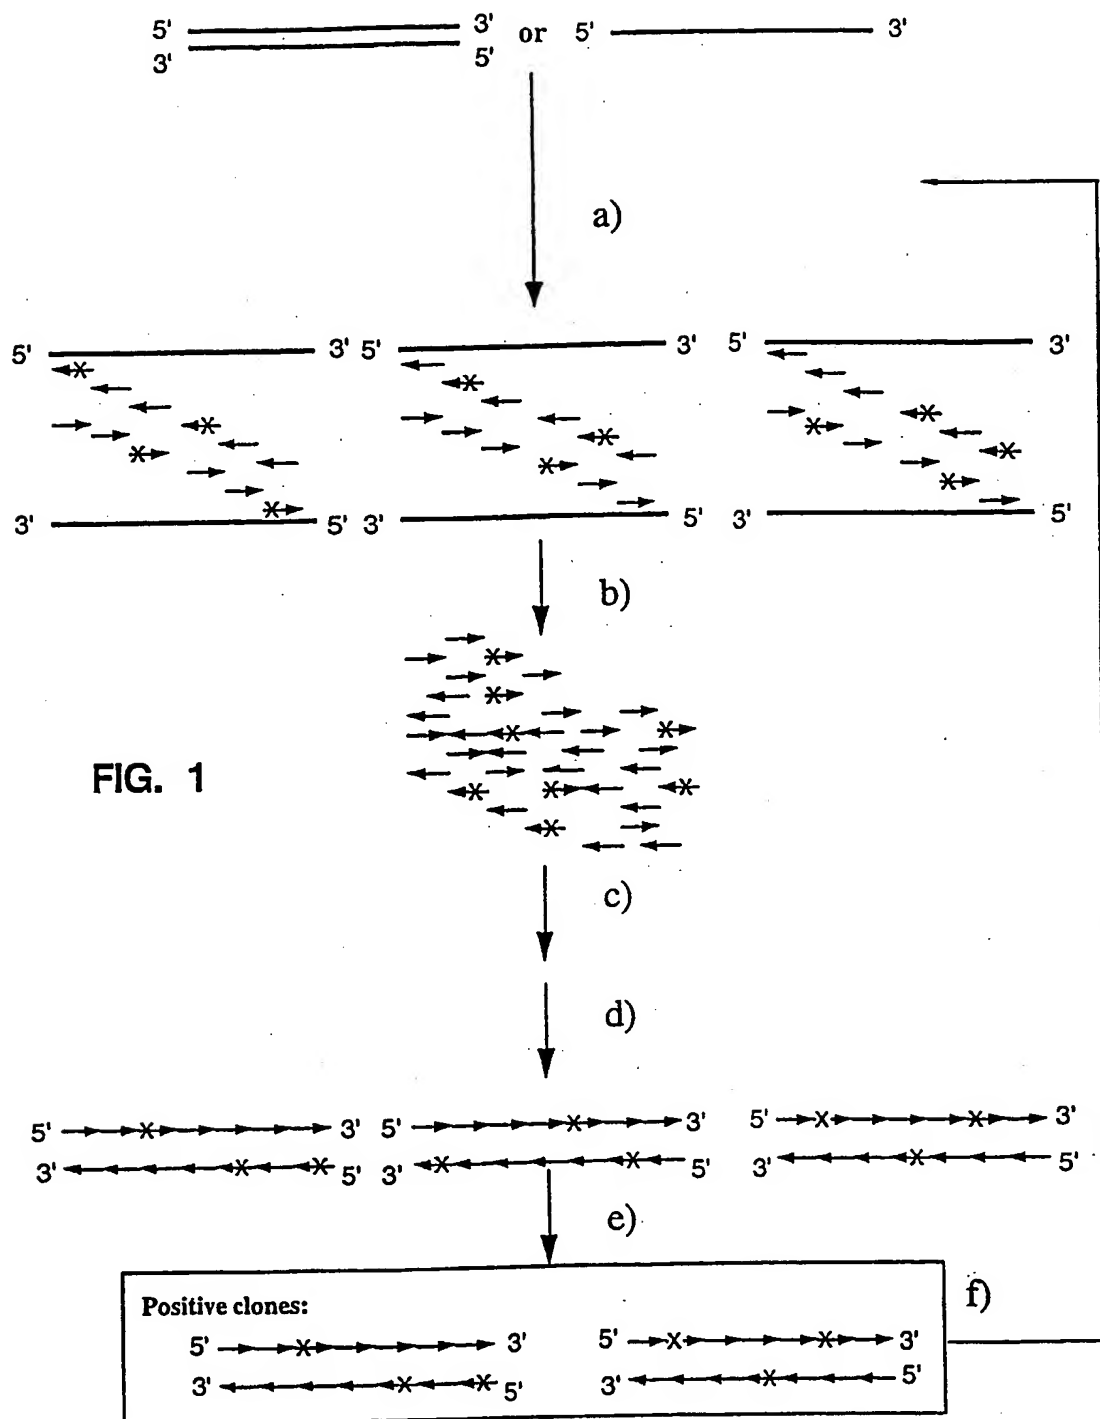 5' 3' or 5' 3'
3' 5'
a)
5' 3' 5' 3' 5' 3'
3' 5' 3' 5' 3' 5'
b)
FIG. 1
c)
d)
5' 3' 5' 3' 5' 3'
3' 5' 3' 5' 3' 5'
e)
f)
Positive clones:
5' 3' 5' 3'
3' 5' 3' 5'